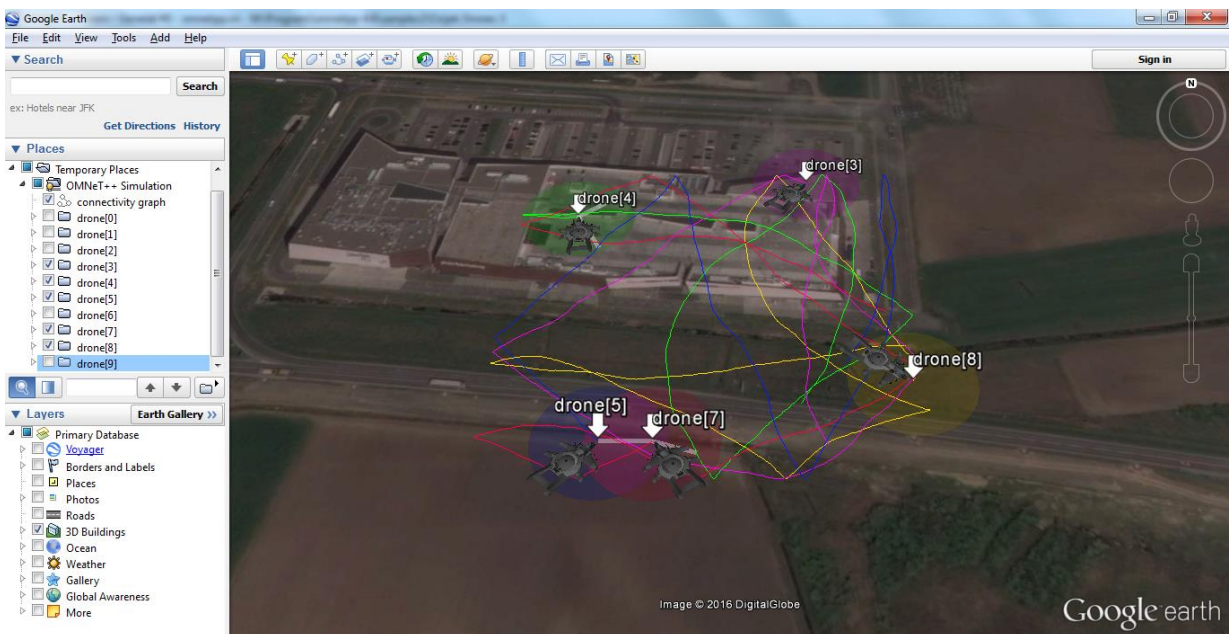 Google Earth
File Edit View Tools Add Help
▼ Search
Search
ex: Hotels near JFK
Get Directions History
▼ Places
Temporary Places
OMNeT++ Simulation
connectivity graph
drone[0]
drone[1]
drone[2]
drone[3]
drone[4]
drone[5]
drone[6]
drone[7]
drone[8]
drone[9]
▼ Layers
Earth Gallery >>
Primary Database
Voyager
Borders and Labels
Places
Photos
Roads
3D Buildings
Ocean
Weather
Gallery
Global Awareness
More
Sign in
N
drone[3]
drone[4]
drone[8]
drone[5]
drone[7]
Image © 2016 DigitalGlobe
Google earth